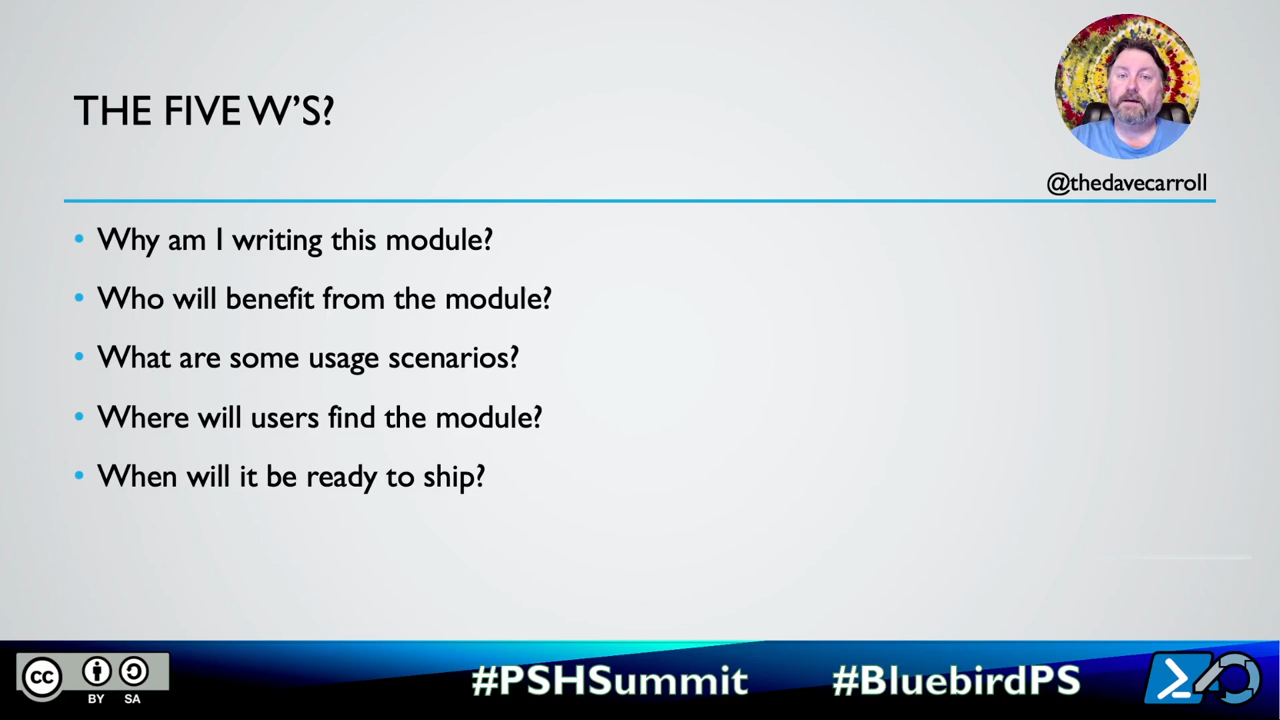 THE FIVE W'S?
@thedavecarroll
• Why am I writing this module?
• Who will benefit from the module?
• What are some usage scenarios?
• Where will users find the module?
• When will it be ready to ship?
cc
BY SA
#PSHSummit #BluebirdPS